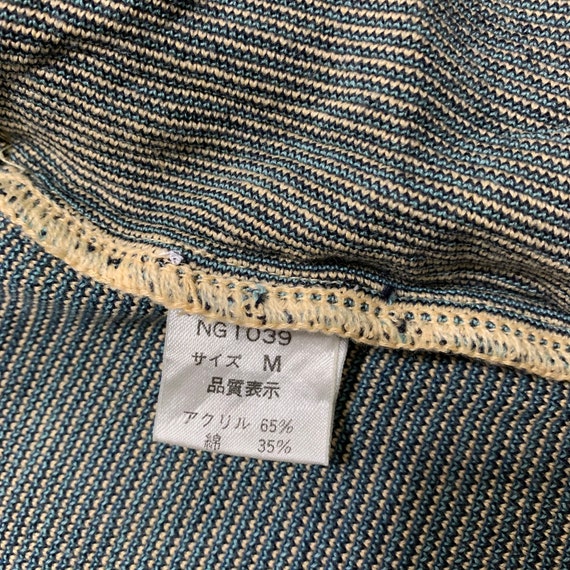 NG1039
サイズ M
品質表示
アクリル 65%
綿 35%